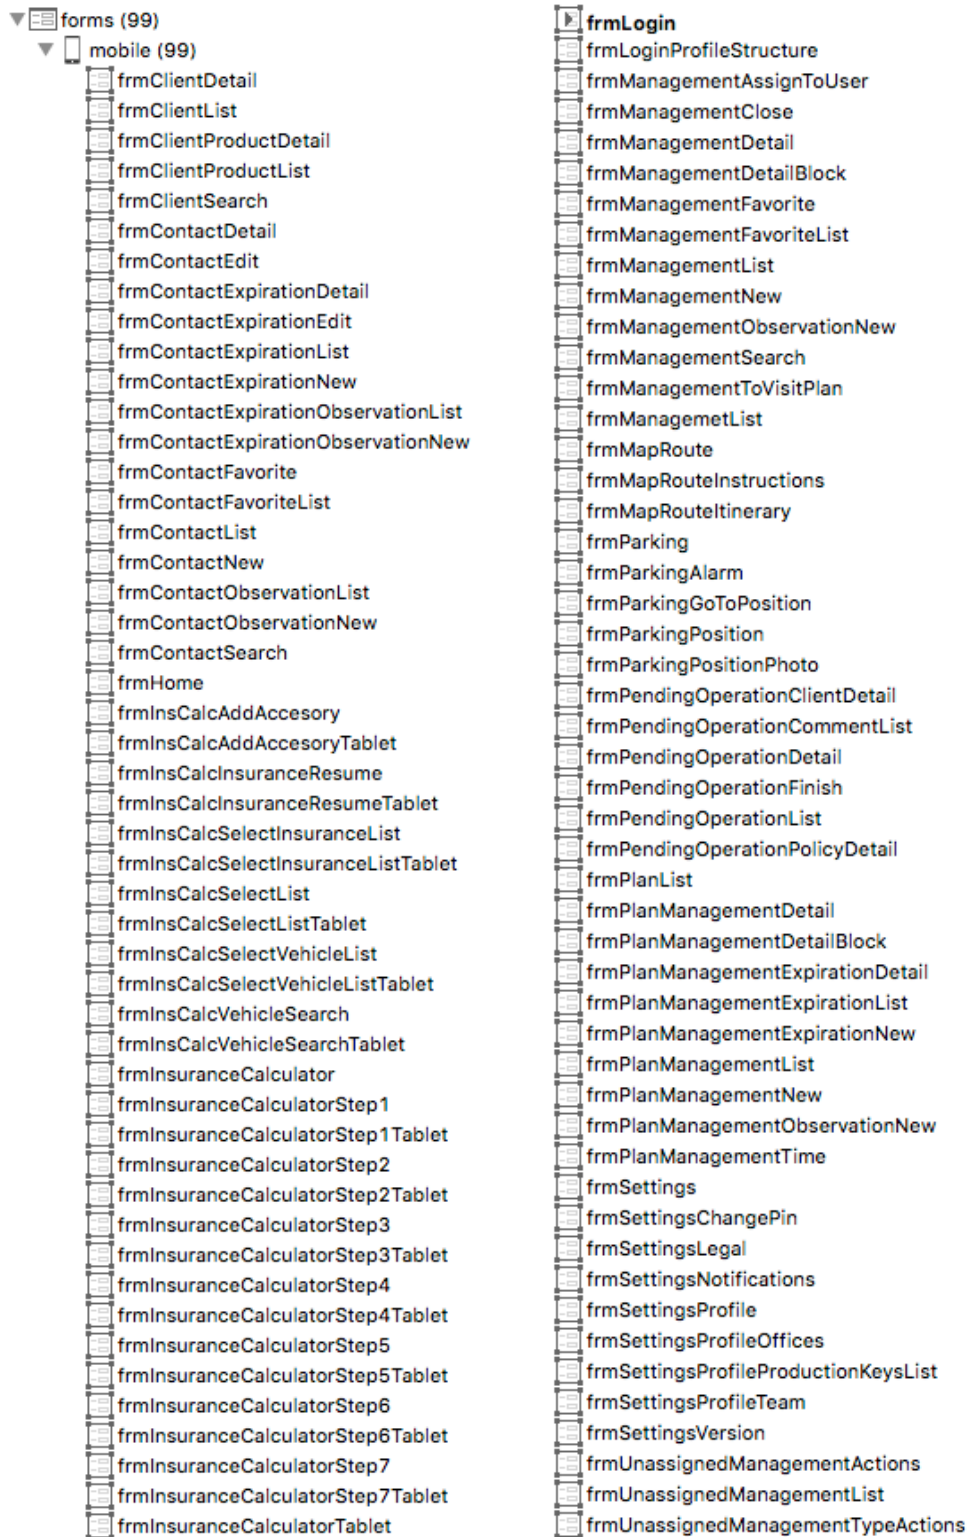 forms (99)
mobile (99)
frmClientDetail
frmClientList
frmClientProductDetail
frmClientProductList
frmClientSearch
frmContactDetail
frmContactEdit
frmContactExpirationDetail
frmContactExpirationEdit
frmContactExpirationList
frmContactExpirationNew
frmContactExpirationObservationList
frmContactExpirationObservationNew
frmContactFavorite
frmContactFavoriteList
frmContactList
frmContactNew
frmContactObservationList
frmContactObservationNew
frmContactSearch
frmHome
frmInsCalcAddAccesory
frmInsCalcAddAccesoryTablet
frmInsCalcInsuranceResume
frmInsCalcInsuranceResumeTablet
frmInsCalcSelectInsuranceList
frmInsCalcSelectInsuranceListTablet
frmInsCalcSelectList
frmInsCalcSelectListTablet
frmInsCalcSelectVehicleList
frmInsCalcSelectVehicleListTablet
frmInsCalcVehicleSearch
frmInsCalcVehicleSearchTablet
frmInsuranceCalculator
frmInsuranceCalculatorStep1
frmInsuranceCalculatorStep1Tablet
frmInsuranceCalculatorStep2
frmInsuranceCalculatorStep2Tablet
frmInsuranceCalculatorStep3
frmInsuranceCalculatorStep3Tablet
frmInsuranceCalculatorStep4
frmInsuranceCalculatorStep4Tablet
frmInsuranceCalculatorStep5
frmInsuranceCalculatorStep5Tablet
frmInsuranceCalculatorStep6
frmInsuranceCalculatorStep6Tablet
frmInsuranceCalculatorStep7
frmInsuranceCalculatorStep7Tablet
frmInsuranceCalculatorTablet
frmLogin
frmLoginProfileStructure
frmManagementAssignToUser
frmManagementClose
frmManagementDetail
frmManagementDetailBlock
frmManagementFavorite
frmManagementFavoriteList
frmManagementList
frmManagementNew
frmManagementObservationNew
frmManagementSearch
frmManagementToVisitPlan
frmManagemetList
frmMapRoute
frmMapRouteInstructions
frmMapRouteItinerary
frmParking
frmParkingAlarm
frmParkingGoToPosition
frmParkingPosition
frmParkingPositionPhoto
frmPendingOperationClientDetail
frmPendingOperationCommentList
frmPendingOperationDetail
frmPendingOperationFinish
frmPendingOperationList
frmPendingOperationPolicyDetail
frmPlanList
frmPlanManagementDetail
frmPlanManagementDetailBlock
frmPlanManagementExpirationDetail
frmPlanManagementExpirationList
frmPlanManagementExpirationNew
frmPlanManagementList
frmPlanManagementNew
frmPlanManagementObservationNew
frmPlanManagementTime
frmSettings
frmSettingsChangePin
frmSettingsLegal
frmSettingsNotifications
frmSettingsProfile
frmSettingsProfileOffices
frmSettingsProfileProductionKeysList
frmSettingsProfileTeam
frmSettingsVersion
frmUnassignedManagementActions
frmUnassignedManagementList
frmUnassignedManagementTypeActions